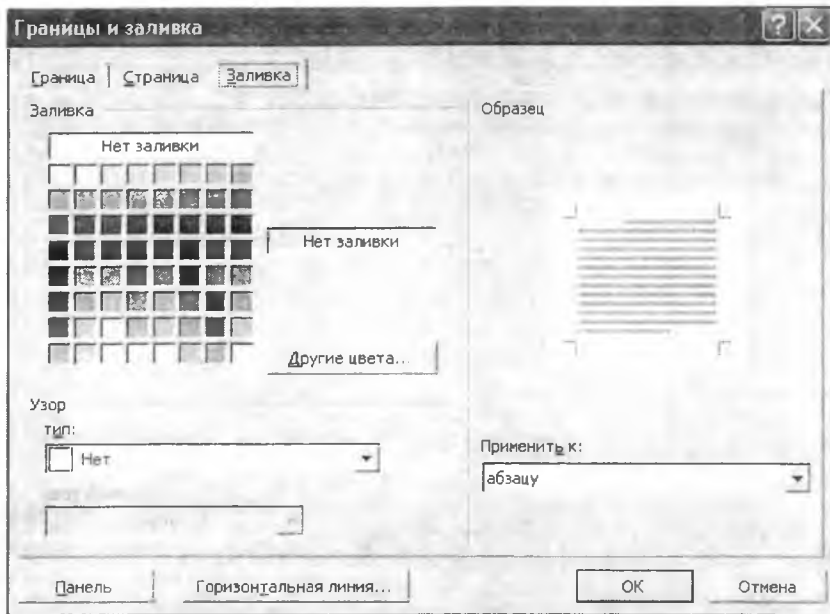 Границы и заливка
Граница Страница Заливка
Заливка
Нет заливки
Нет заливки
Другие цвета...
Узор
тип:
Нет
Образец
Применить к:
абзацу
Панель
Горизонтальная линия...
ОК
Отмена